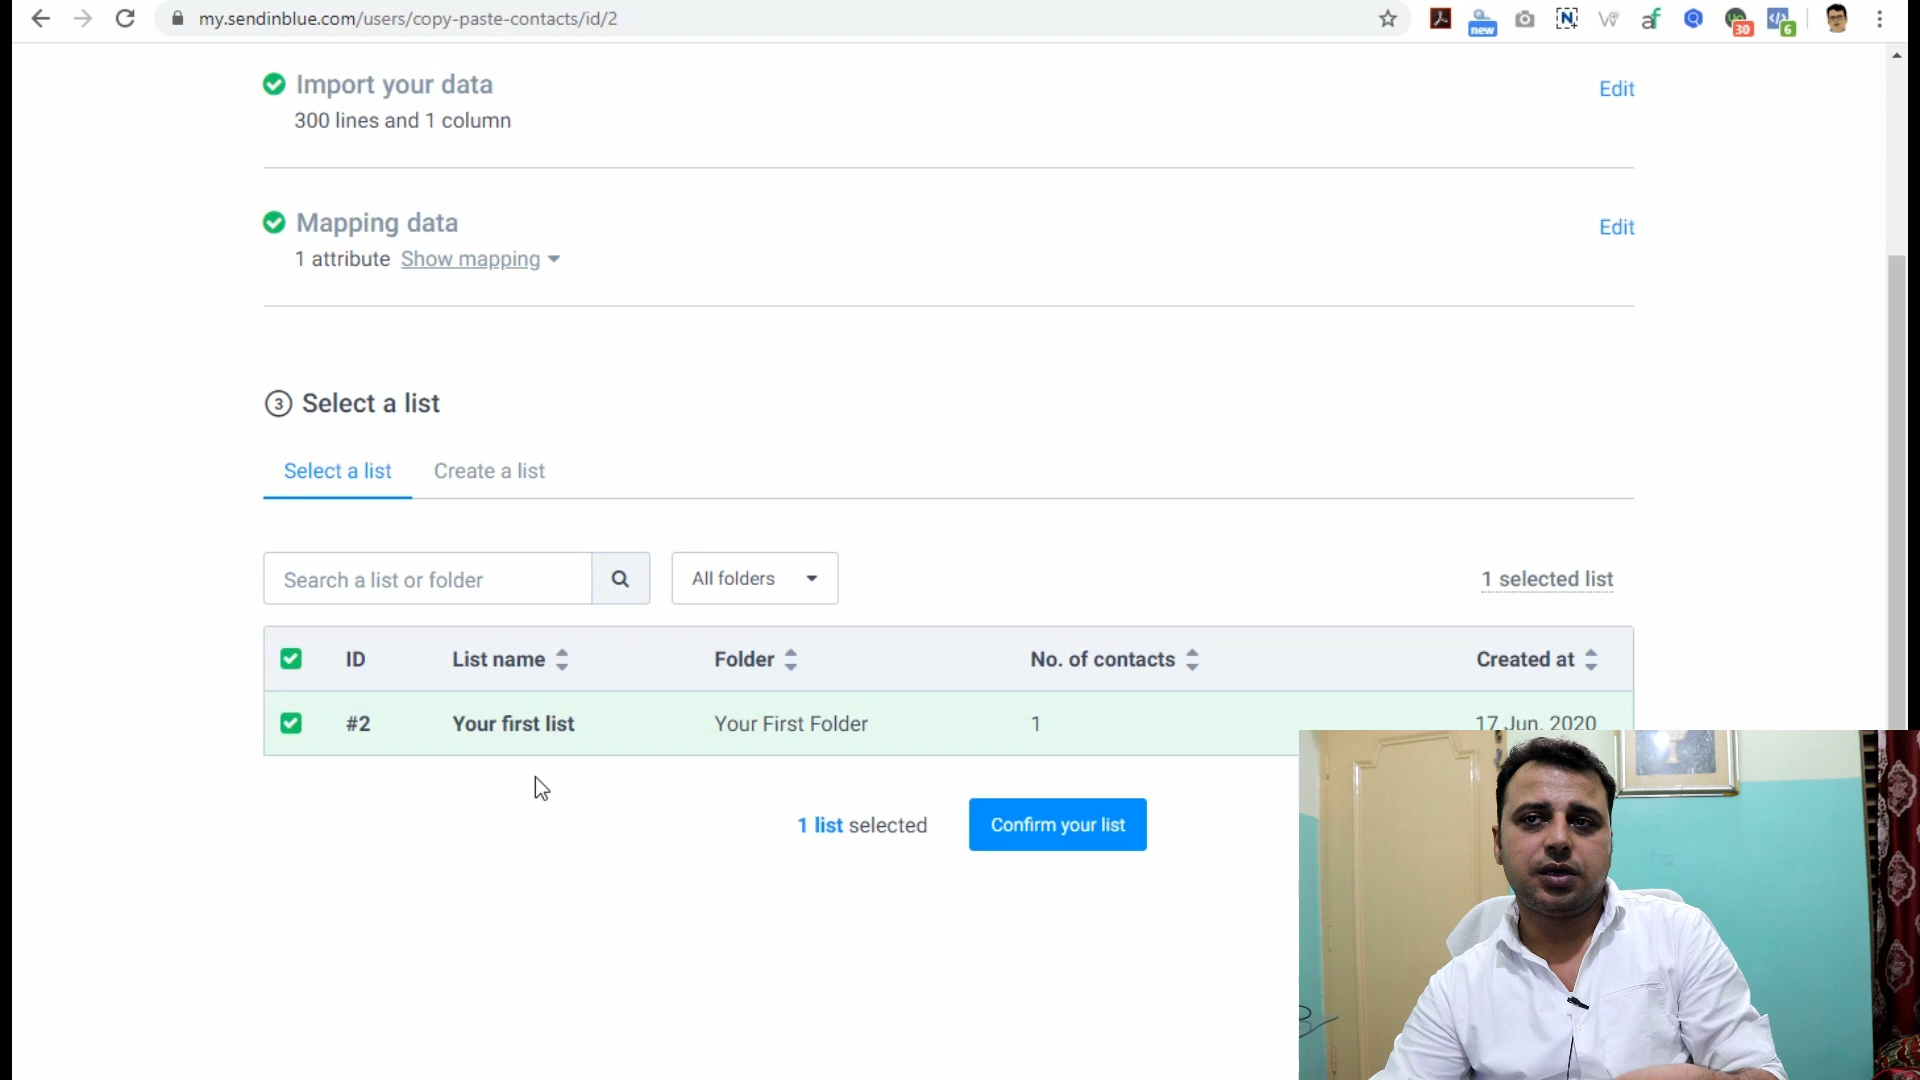 my.sendinblue.com/users/copy-paste-contacts/id/2
new
30
6
Import your data
Edit
300 lines and 1 column
Mapping data
Edit
1 attribute Show mapping
3 Select a list
Select a list Create a list
Search a list or folder
All folders
1 selected list
ID List name Folder No. of contacts Created at
#2 Your first list Your First Folder 1 17 Jun, 2020
1 list selected
Confirm your list